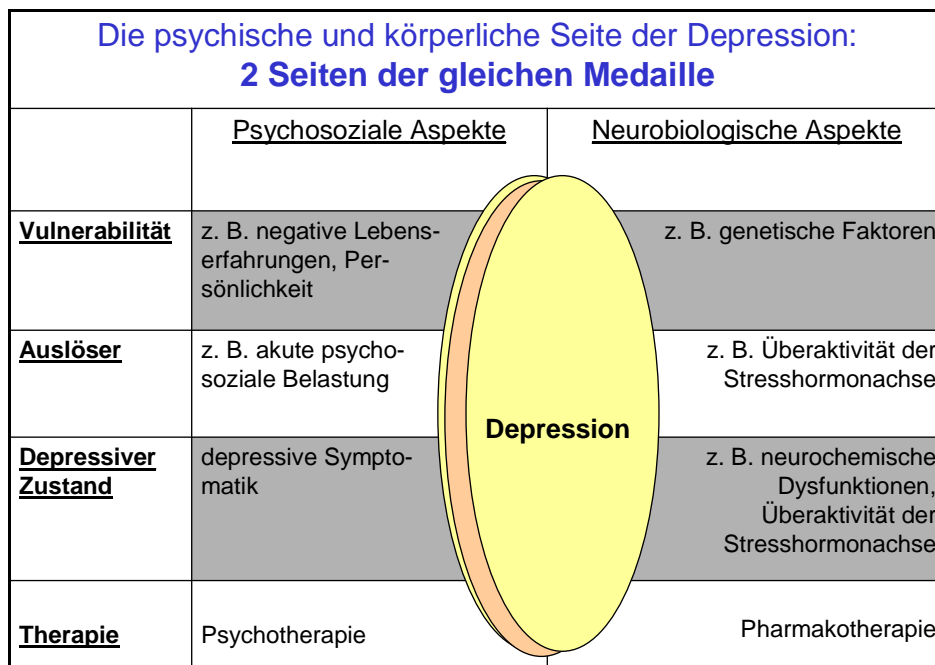 Die psychische und körperliche Seite der Depression:
2 Seiten der gleichen Medaille
Psychosoziale Aspekte
Neurobiologische Aspekte
Vulnerabilität
z. B. negative Lebens-
erfahrungen, Per-
sönlichkeit
z. B. genetische Faktoren
Auslöser
z. B. akute psycho-
soziale Belastung
z. B. Überaktivität der
Stresshormonachse
Depression
Depressiver
Zustand
depressive Sympto-
matik
z. B. neurochemische
Dysfunktionen,
Überaktivität der
Stresshormonachse
Therapie
Psychotherapie
Pharmakotherapie